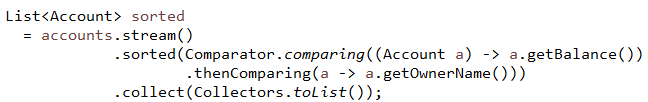 List<Account> sorted
  = accounts.stream()
            .sorted(Comparator.comparing((Account a) -> a.getBalance())
                    .thenComparing(a -> a.getOwnerName()))
            .collect(Collectors.toList());